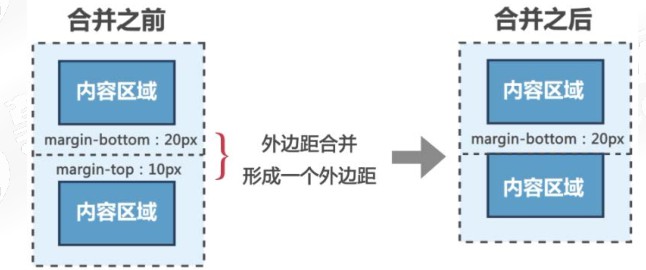 合并之前
内容区域
margin-bottom：20px
margin-top：10px
内容区域
外边距合并
形成一个外边距
合并之后
内容区域
margin-bottom：20px
内容区域